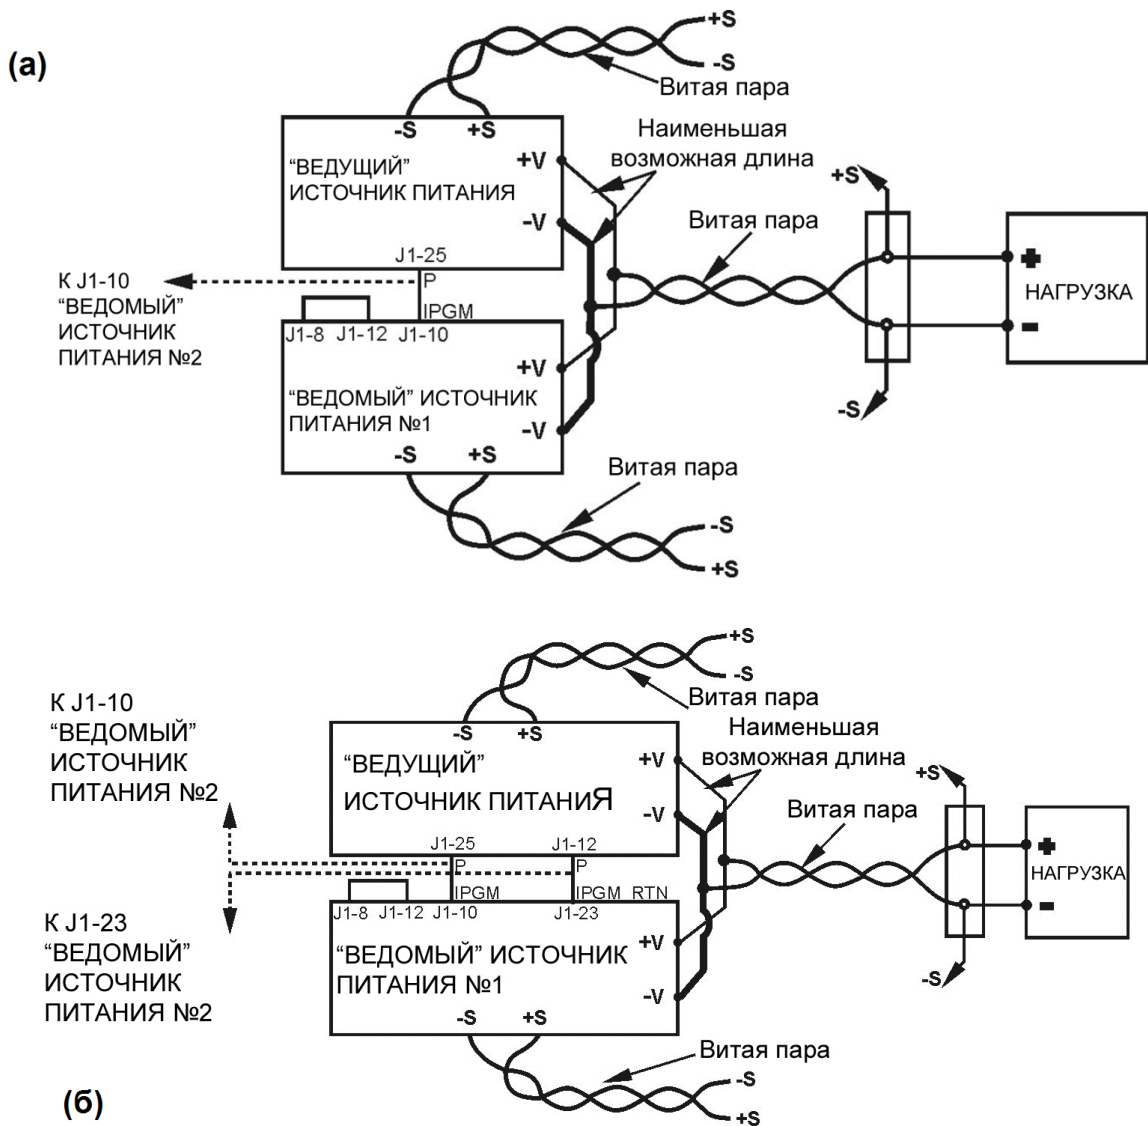 (а)
+S
-S
Витая пара
-S +S
Наименьшая
возможная длина
“ВЕДУЩИЙ”
ИСТОЧНИК ПИТАНИЯ
+V
-V
Витая пара
+S
J1-25
P
К J1-10
“ВЕДОМЫЙ”
ИСТОЧНИК
ПИТАНИЯ №2
IPGM
J1-8 J1-12 J1-10
+
НАГРУЗКА
-
-S
“ВЕДОМЫЙ” ИСТОЧНИК
ПИТАНИЯ №1
+V
-V
-S +S
Витая пара
-S
+S
+S
-S
Витая пара
-S +S
Наименьшая
возможная длина
К J1-10
“ВЕДОМЫЙ”
ИСТОЧНИК
ПИТАНИЯ №2
“ВЕДУЩИЙ”
ИСТОЧНИК ПИТАНИЯ
+V
-V
Витая пара
+S
J1-25 J1-12
P P
IPGM IPGM RTN
J1-8 J1-12 J1-10 J1-23
+
НАГРУЗКА
-
-S
К J1-23
“ВЕДОМЫЙ”
ИСТОЧНИК
ПИТАНИЯ №2
“ВЕДОМЫЙ” ИСТОЧНИК
ПИТАНИЯ №1
+V
-V
-S +S
Витая пара
-S
+S
(б)